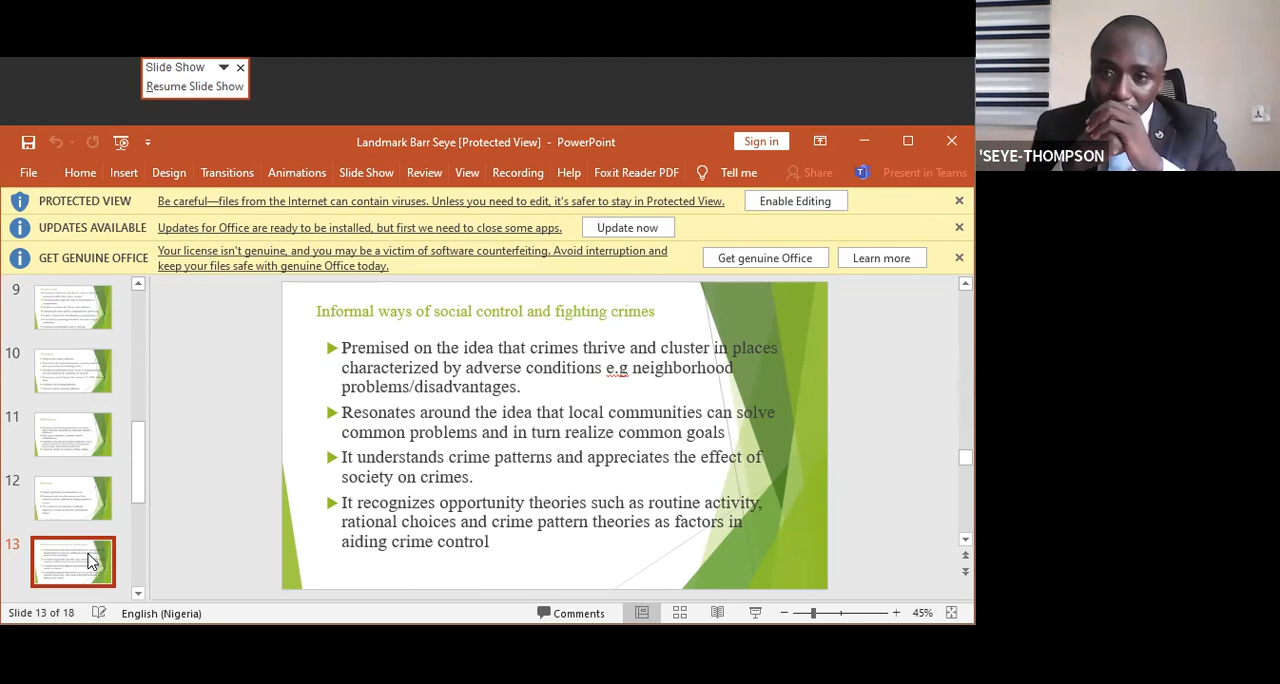 Slide Show
Resume Slide Show
Landmark Barr Seye [Protected View] - PowerPoint
Sign in
File Home Insert Design Transitions Animations Slide Show Review View Recording Help Foxit Reader PDF Tell me Share Present in Teams
PROTECTED VIEW Be careful—files from the Internet can contain viruses. Unless you need to edit, it's safer to stay in Protected View. Enable Editing
UPDATES AVAILABLE Updates for Office are ready to be installed, but first we need to close some apps. Update now
GET GENUINE OFFICE Your license isn't genuine, and you may be a victim of software counterfeiting. Avoid interruption and
keep your files safe with genuine Office today.
Get genuine Office Learn more
9
10
11
12
13
Informal ways of social control and fighting crimes
Premised on the idea that crimes thrive and cluster in places
characterized by adverse conditions e.g neighborhood
problems/disadvanages.
Resonates around the idea that local communities can solve
common problems and in turn realize common goals
It understands crime patterns and appreciates the effect of
society on crimes.
It recognizes opportunity theories such as routine activity,
rational choices and crime pattern theories as factors in
aiding crime control
Slide 13 of 18 English (Nigeria) Comments 45%
'SEYE-THOMPSON